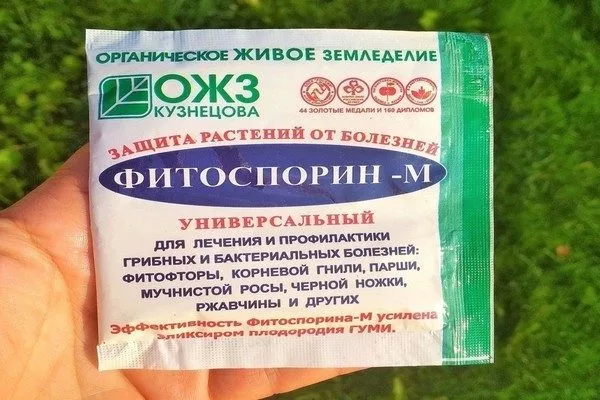 ОРГАНИЧЕСКОЕ ЖИВОЕ ЗЕМЛЕДЕЛИЕ
ОЖЗ
КУЗНЕЦОВА
44 ЗОЛОТЫЕ МЕДАЛИ И 160 ДИПЛОМОВ
ЗАЩИТА РАСТЕНИЙ ОТ БОЛЕЗНЕЙ
ФИТОСПОРИН -М
УНИВЕРСАЛЬНЫЙ
ДЛЯ ЛЕЧЕНИЯ И ПРОФИЛАКТИКИ
ГРИБНЫХ И БАКТЕРИАЛЬНЫХ БОЛЕЗНЕЙ:
ФИТОФТОРЫ, КОРНЕВОЙ ГНИЛИ, ПАРШИ,
МУЧНИСТОЙ РОСЫ, ЧЕРНОЙ НОЖКИ,
РЖАВЧИНЫ И ДРУГИХ
Эффективность Фитоспорина-М усилена
эликсиром плодородия ГУМИ.